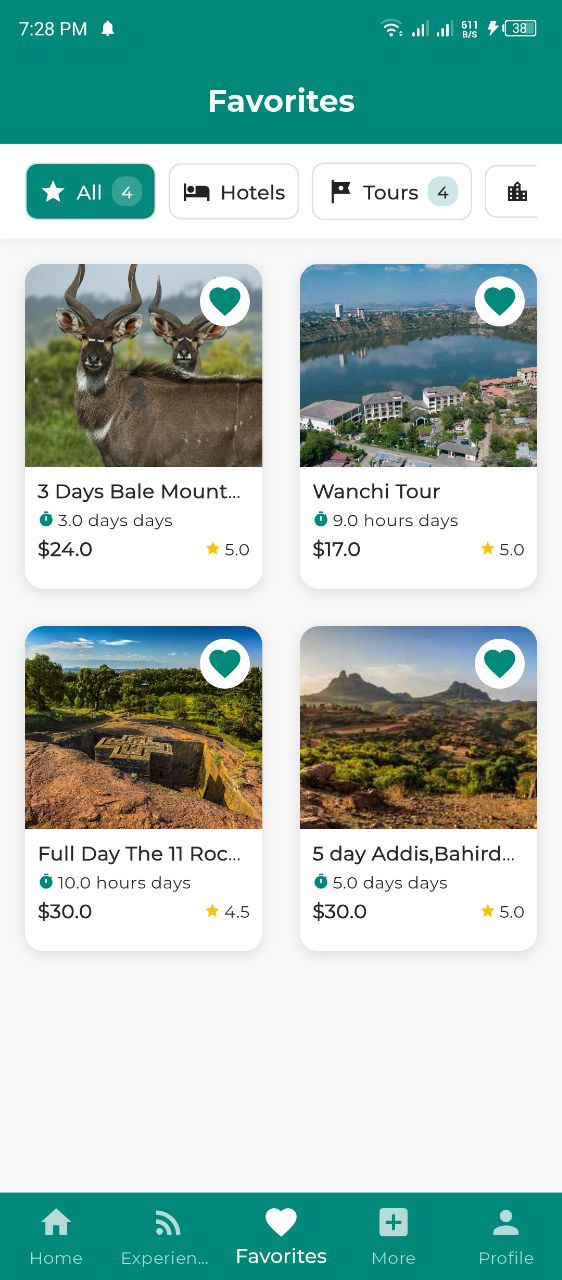 7:28 PM 611 B/S 38
Favorites
All 4 Hotels Tours 4
3 Days Bale Mount...
3.0 days days
$24.0 5.0
Wanchi Tour
9.0 hours days
$17.0 5.0
Full Day The 11 Roc...
10.0 hours days
$30.0 4.5
5 day Addis,Bahird...
5.0 days days
$30.0 5.0
Home Experien... Favorites More Profile